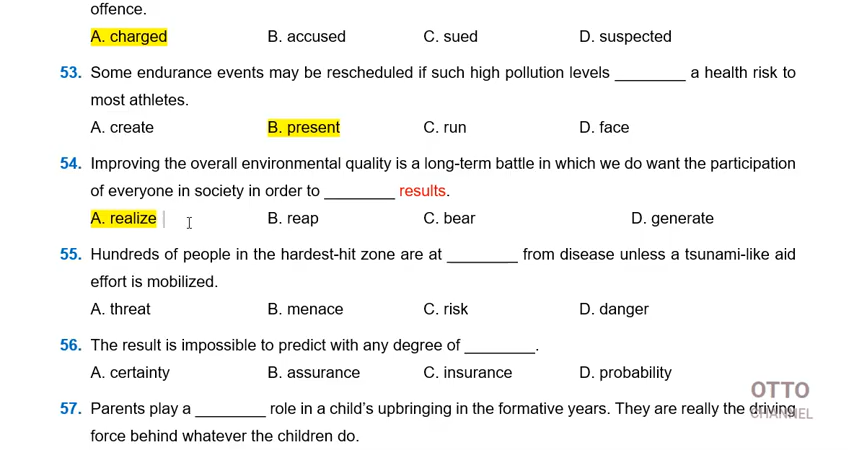 offence.
A. charged B. accused C. sued D. suspected
53. Some endurance events may be rescheduled if such high pollution levels ________ a health risk to
most athletes.
A. create B. present C. run D. face
54. Improving the overall environmental quality is a long-term battle in which we do want the participation
of everyone in society in order to ________ results.
A. realize B. reap C. bear D. generate
55. Hundreds of people in the hardest-hit zone are at ________ from disease unless a tsunami-like aid
effort is mobilized.
A. threat B. menace C. risk D. danger
56. The result is impossible to predict with any degree of ________.
A. certainty B. assurance C. insurance D. probability
57. Parents play a ________ role in a child's upbringing in the formative years. They are really the driving
force behind whatever the children do.
OTTO
CHANNEL